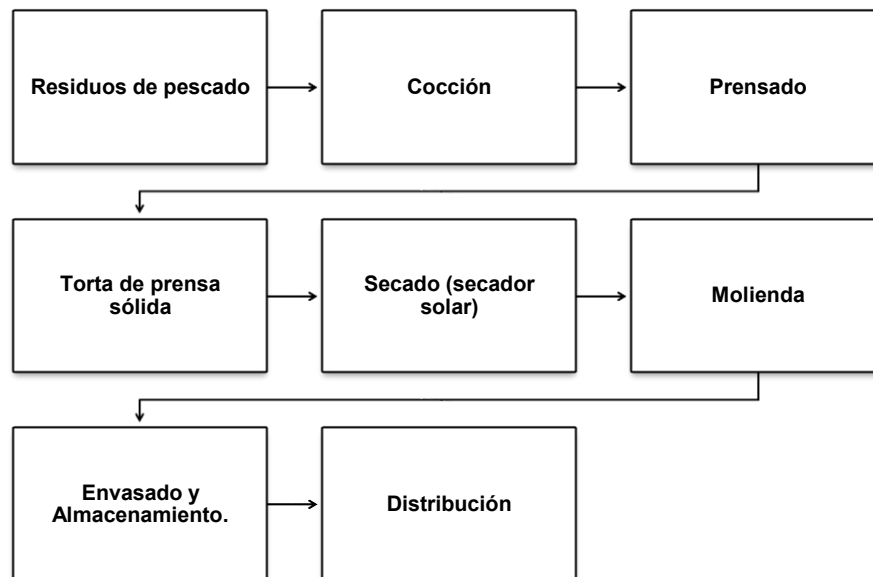 Residuos de pescado
Cocción
Prensado
Torta de prensa
sólida
Secado (secador
solar)
Molienda
Envasado y
Almacenamiento.
Distribución